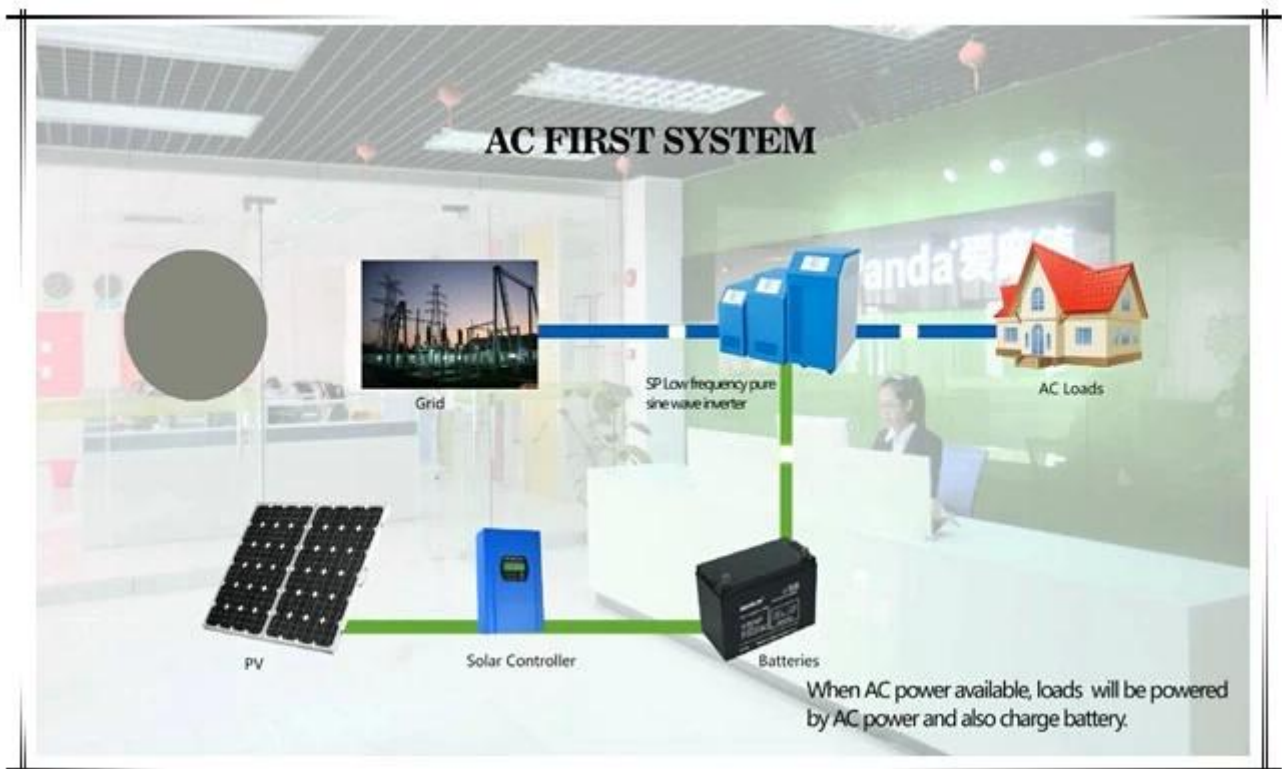 AC FIRST SYSTEM
anda
Grid
SP Low frequency pure
sine wave inverter
AC Loads
PV
Solar Controller
Batteries
When AC power available, loads will be powered
by AC power and also charge battery.